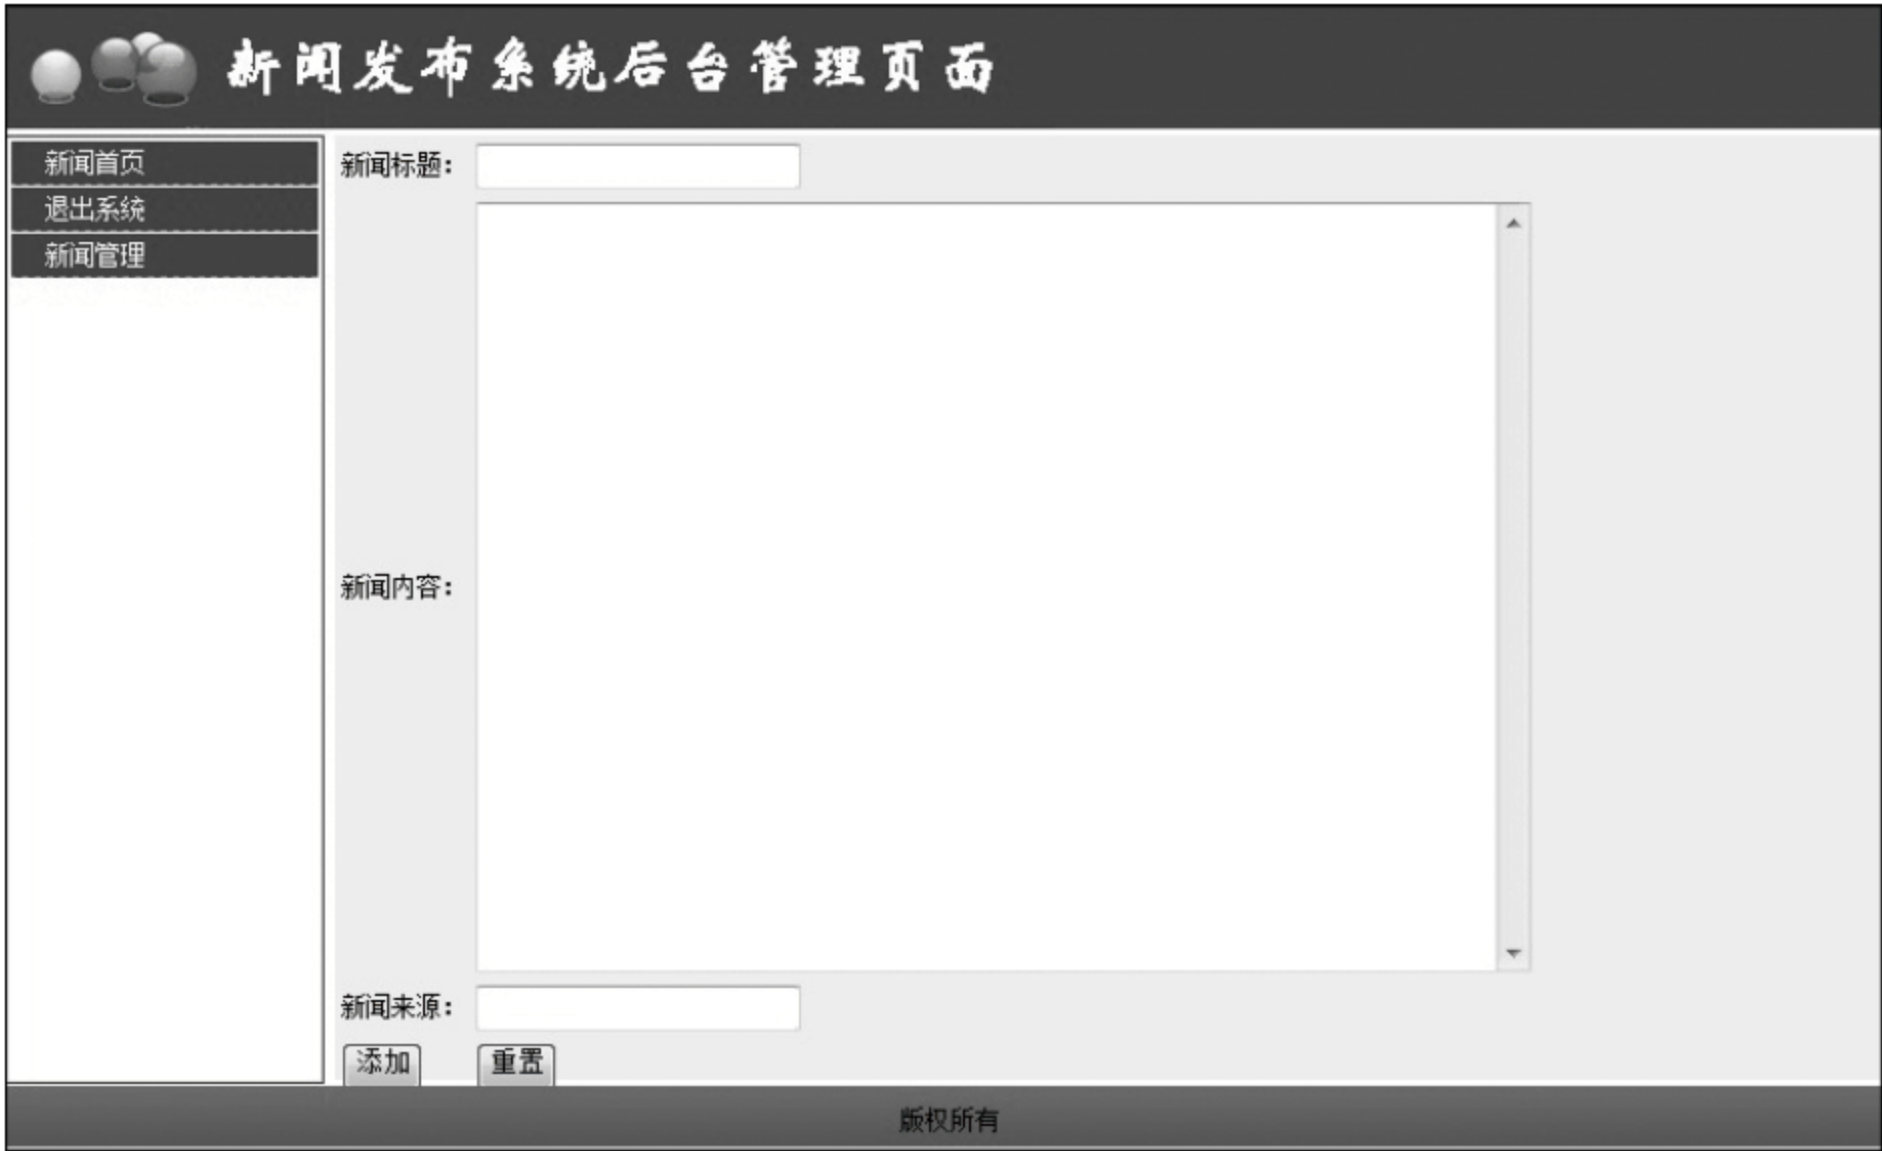 新闻发布系统后台管理页面
新闻首页
退出系统
新闻管理
新闻标题：
新闻内容：
新闻来源：
添加 重置
版权所有